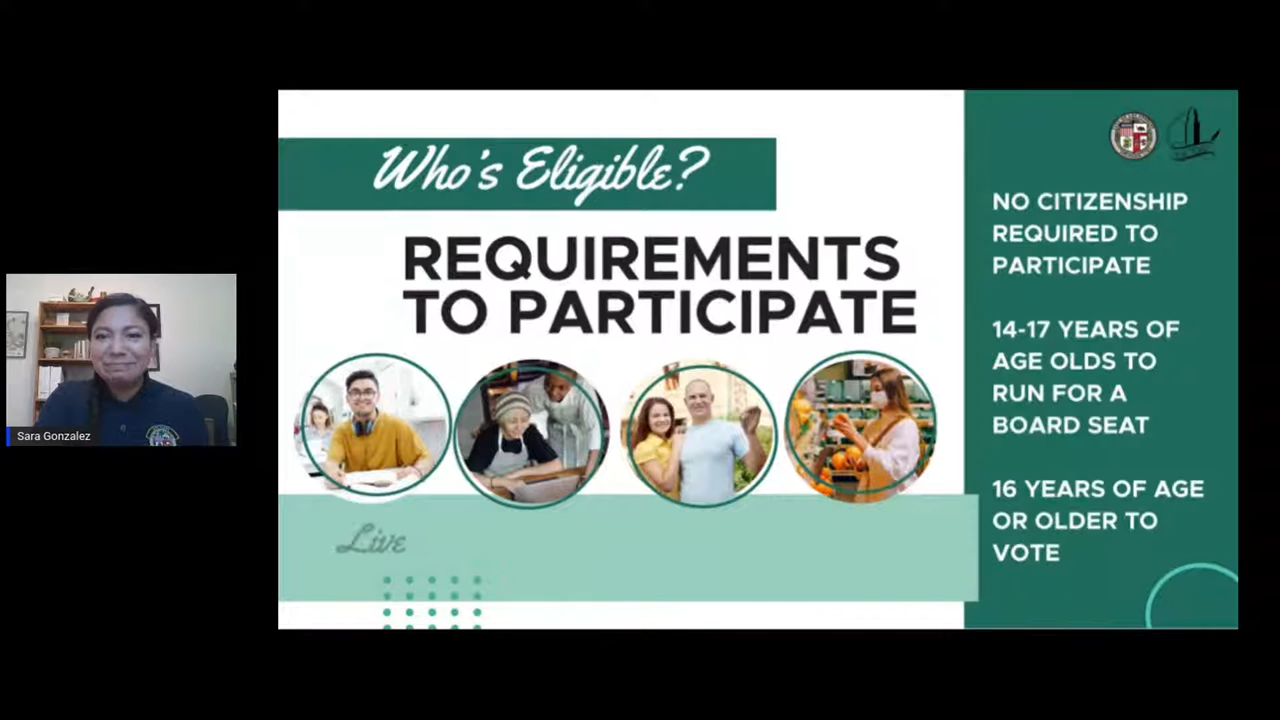 Who's Eligible?
REQUIREMENTS
TO PARTICIPATE
Live
NO CITIZENSHIP
REQUIRED TO
PARTICIPATE
14-17 YEARS OF
AGE OLDS TO
RUN FOR A
BOARD SEAT
16 YEARS OF AGE
OR OLDER TO
VOTE
Sara Gonzalez